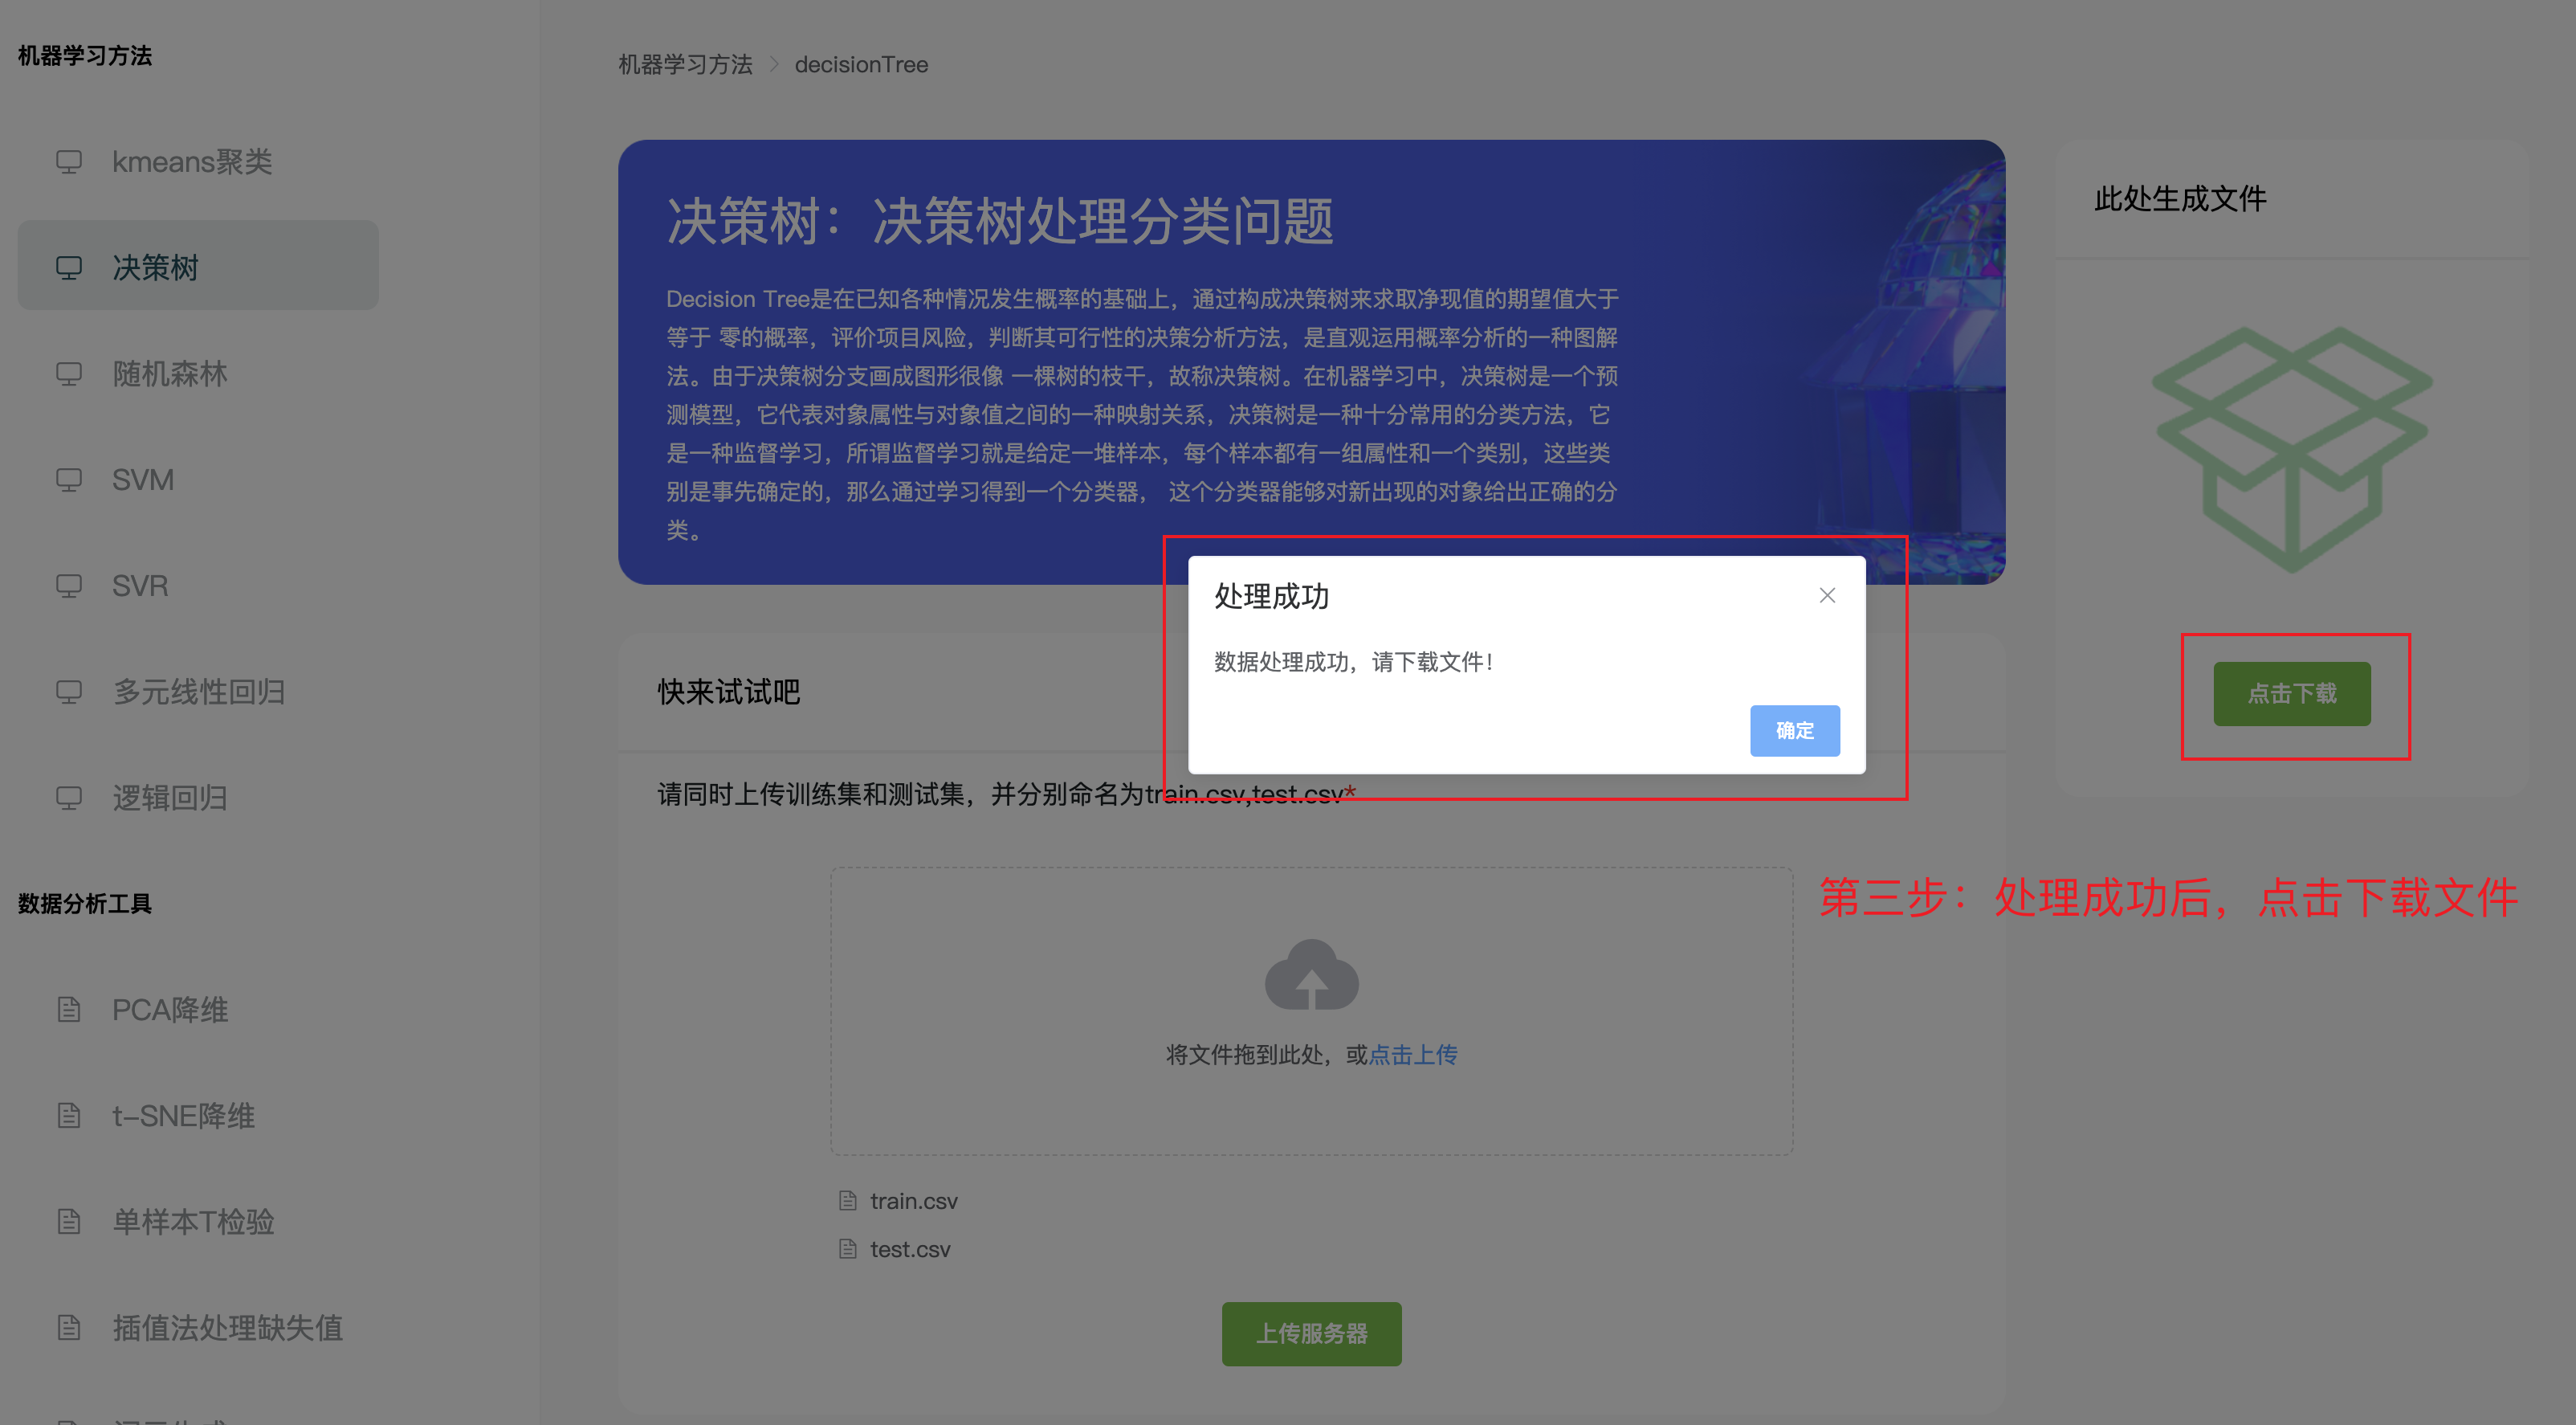 机器学习方法
kmeans聚类
决策树
随机森林
SVM
SVR
多元线性回归
逻辑回归
数据分析工具
PCA降维
t-SNE降维
单样本T检验
插值法处理缺失值
机器学习方法 > decisionTree
决策树：决策树处理分类问题
Decision Tree是在已知各种情况发生概率的基础上，通过构成决策树来求取净现值的期望值大于
等于 零的概率，评价项目风险，判断其可行性的决策分析方法，是直观运用概率分析的一种图解
法。由于决策树分支画成图形很像 一棵树的枝干，故称决策树。在机器学习中，决策树是一个预
测模型，它代表对象属性与对象值之间的一种映射关系，决策树是一种十分常用的分类方法，它
是一种监督学习，所谓监督学习就是给定一堆样本，每个样本都有一组属性和一个类别，这些类
别是事先确定的，那么通过学习得到一个分类器， 这个分类器能够对新出现的对象给出正确的分
类。
处理成功
数据处理成功，请下载文件！
确定
快来试试吧
请同时上传训练集和测试集，并分别命名为train.csv,test.csv*
将文件拖到此处，或点击上传
train.csv
test.csv
上传服务器
此处生成文件
点击下载
第三步：处理成功后，点击下载文件